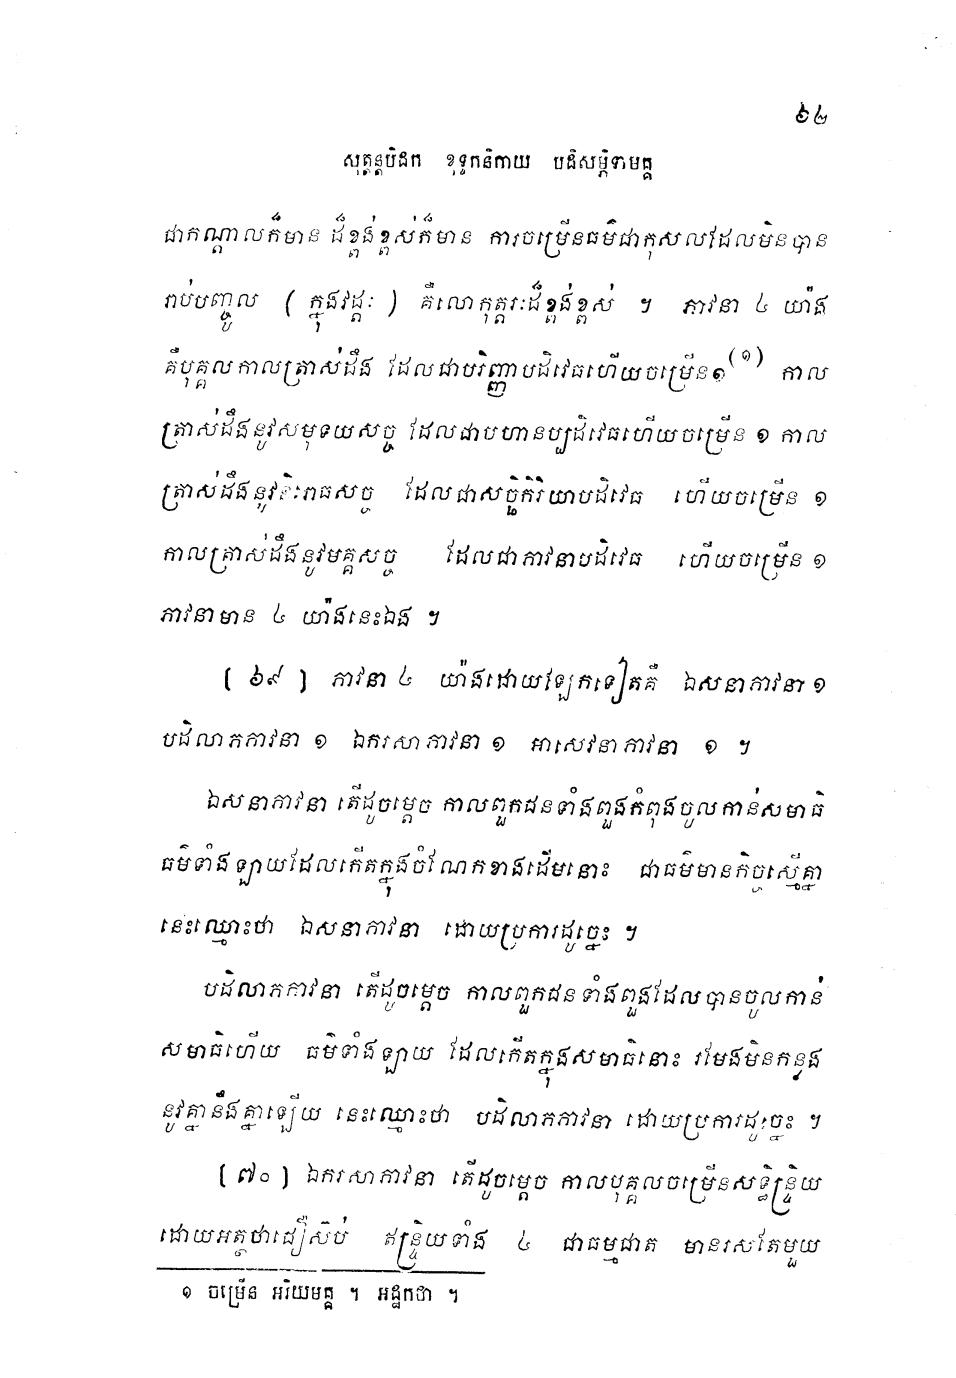 ៦៤
សុត្តន្តបិដក ខុទ្ទកនិកាយ បដិសម្ភិទាមគ្គ
ជាកណ្តាលក៏មាន ដ៏ខ្ពង់ខ្ពស់ក៏មាន ការចម្រើនធម៌ជាកុសលដែលមិនបាន
រាប់បញ្ចូល ( ក្នុងវដ្តៈ ) គឺលោកុត្តរៈដ៏ខ្ពង់ខ្ពស់ ។ ភាវនា ៤ យ៉ាង
គឺបុគ្គលកាលត្រាស់ដឹង ដែលជាបរិញ្ញាបដិវេធហើយចម្រើន១(១) កាល
ត្រាស់ដឹងនូវសមុទយសច្ច ដែលជាបហានប្បដិវេធហើយចម្រើន ១ កាល
ត្រាស់ដឹងនូវនិរោធសច្ច ដែលជាសច្ឆិកិរិយាបដិវេធ ហើយចម្រើន ១
កាលត្រាស់ដឹងនូវមគ្គសច្ច ដែលជាភាវនាបដិវេធ ហើយចម្រើន ១
ភាវនាមាន ៤ យ៉ាងនេះឯង ។
[ ៦៩ ] ភាវនា ៤ យ៉ាងដោយឡែកទៀតគឺ ឯសនាភាវនា ១
បដិលាភភាវនា ១ ឯករសាភាវនា ១ អាសេវនាភាវនា ១ ។
ឯសនាភាវនា តើដូចម្តេច កាលពួកជនទាំងពួងកំពុងចូលកាន់សមាធិ
ធម៌ទាំងឡាយដែលកើតក្នុងចំណែកខាងដើមនោះ ជាធម៌មានកិច្ចស្មើគ្នា
នេះឈ្មោះថា ឯសនាភាវនា ដោយប្រការដូច្នេះ ។
បដិលាភភាវនា តើដូចម្តេច កាលពួកជនទាំងពួងដែលបានចូលកាន់
សមាធិហើយ ធម៌ទាំងឡាយ ដែលកើតក្នុងសមាធិនោះ រមែងមិនកន្លង
នូវគ្នានឹងគ្នាឡើយ នេះឈ្មោះថា បដិលាភភាវនា ដោយប្រការដូច្នេះ ។
[ ៧០ ] ឯករសាភាវនា តើដូចម្តេច កាលបុគ្គលចម្រើនសទ្ធិន្ទ្រិយ
ដោយអត្ថថាជឿស៊ប់ ឥន្ទ្រិយទាំង ៤ ជាធម្មជាត មានរសតែមួយ
១ ចម្រើន អរិយមគ្គ ។ អដ្ឋកថា ។